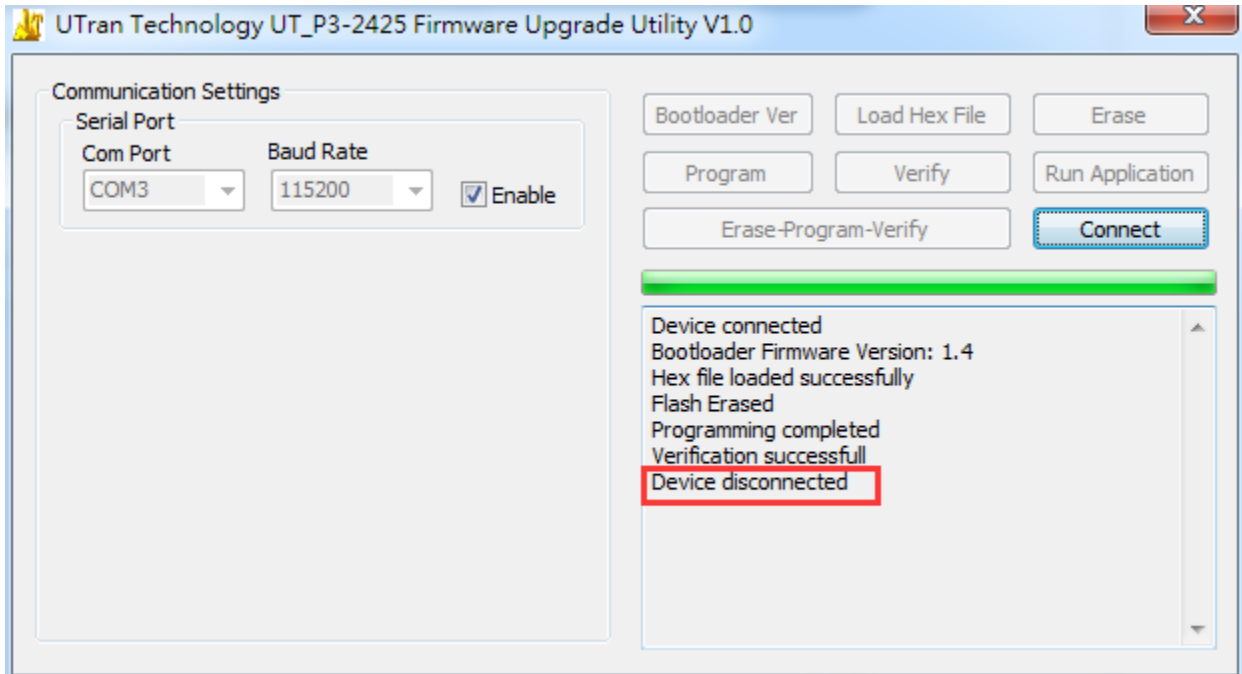 UTran Technology UT_P3-2425 Firmware Upgrade Utility V1.0
Communication Settings
Serial Port
Com Port
Baud Rate
COM3
115200
Enable
Bootloader Ver
Load Hex File
Erase
Program
Verify
Run Application
Erase-Program-Verify
Connect
Device connected
Bootloader Firmware Version: 1.4
Hex file loaded successfully
Flash Erased
Programming completed
Verification successfull
Device disconnected